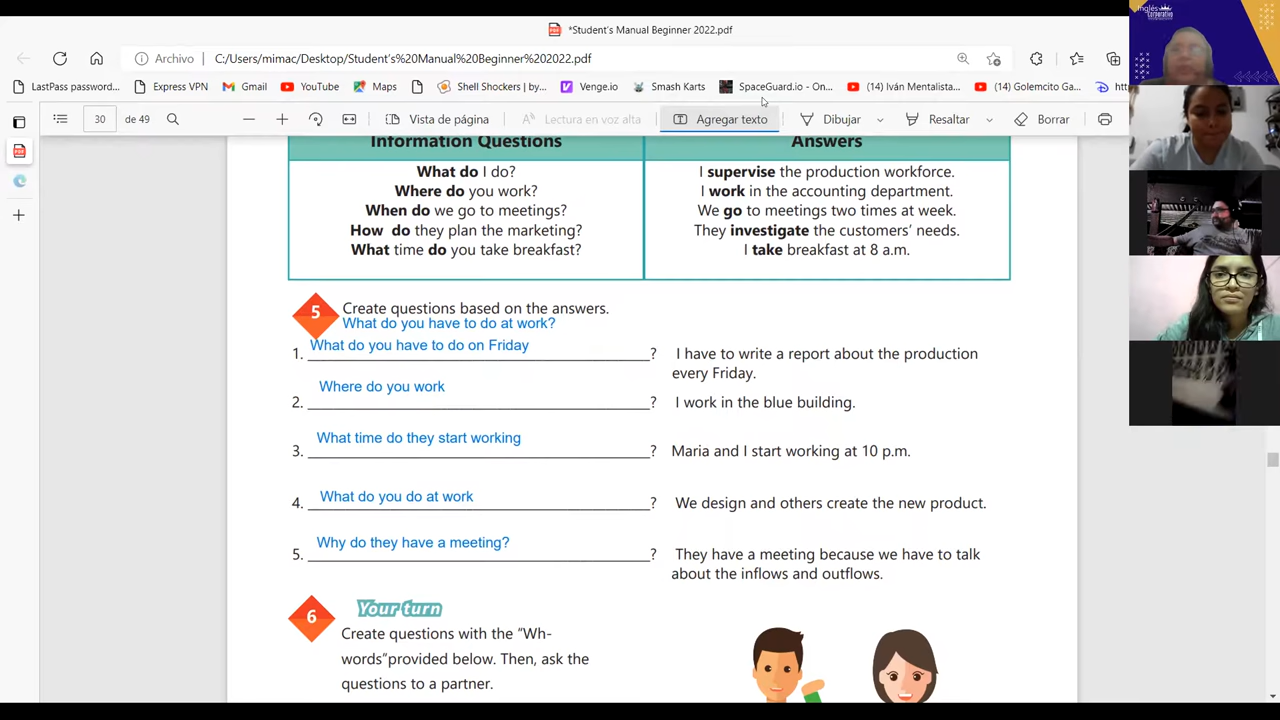 *Student's Manual Beginner 2022.pdf
Archivo
C:/Users/mimac/Desktop/Student's%20Manual%20Beginner%202022.pdf
LastPass password...
Express VPN
Gmail
YouTube
Maps
Shell Shockers | by...
Venge.io
Smash Karts
SpaceGuard.io - On...
(14) Iván Mentalista...
(14) Golemcito Ga...
30
de 49
Vista de página
Lectura en voz alta
Agregar texto
Dibujar
Resaltar
Borrar
Inglés
Corporativo
Information Questions
Answers
What do I do?
I supervise the production workforce.
Where do you work?
I work in the accounting department.
When do we go to meetings?
We go to meetings two times at week.
How do they plan the marketing?
They investigate the customers' needs.
What time do you take breakfast?
I take breakfast at 8 a.m.
5
Create questions based on the answers.
What do you have to do at work?
What do you have to do on Friday
1. ?
I have to write a report about the production
every Friday.
Where do you work
2. ?
I work in the blue building.
What time do they start working
3. ?
Maria and I start working at 10 p.m.
What do you do at work
4. ?
We design and others create the new product.
Why do they have a meeting?
5. ?
They have a meeting because we have to talk
about the inflows and outflows.
6
Your turn
Create questions with the "Wh-
words"provided below. Then, ask the
questions to a partner.